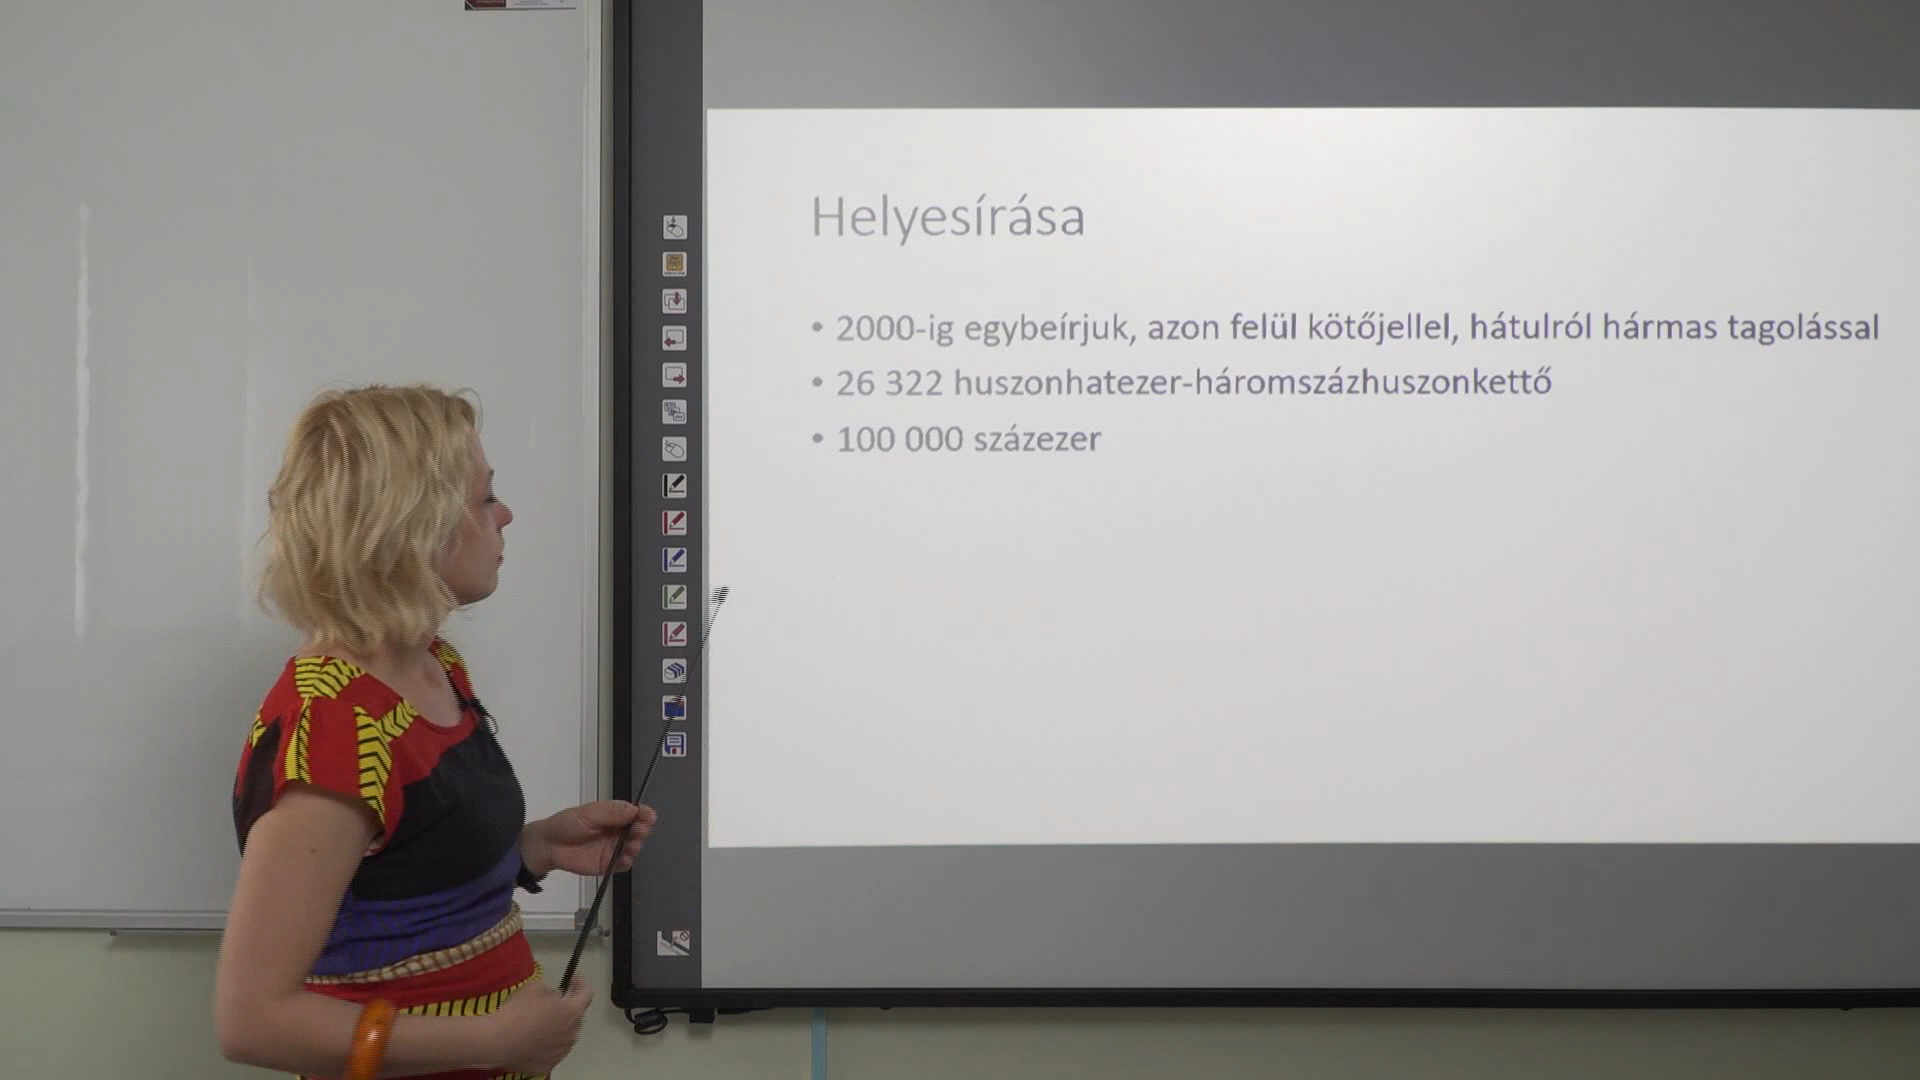 Helyesírása
• 2000-ig egybeírjuk, azon felül kötőjellel, hátulról hármas tagolással
• 26 322 huszonhatezer-háromszázhuszonkettő
• 100 000 százezer